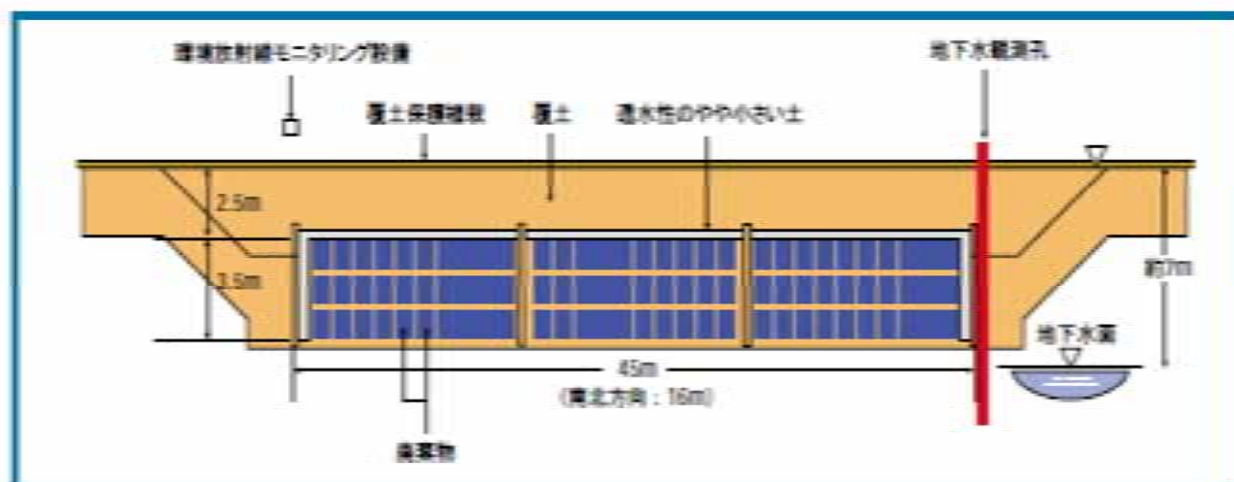 環境放射線モニタリング設備
地下水観測孔
覆土保護植栽
覆土
透水性のやや小さい土
2.5m
3.5m
約7m
地下水面
45m
(南北方向:16m)
廃棄物